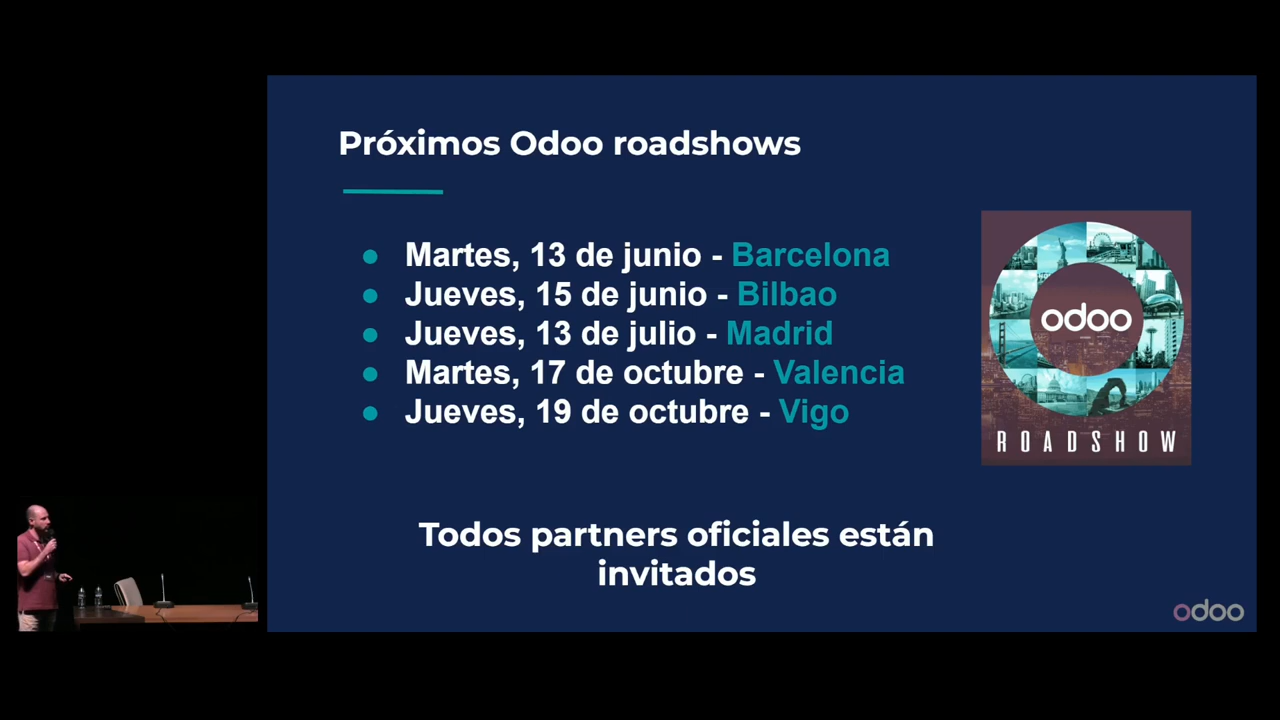 Próximos Odoo roadshows
● Martes, 13 de junio - Barcelona
● Jueves, 15 de junio - Bilbao
● Jueves, 13 de julio - Madrid
● Martes, 17 de octubre - Valencia
● Jueves, 19 de octubre - Vigo
odoo
ROADSHOW
Todos partners oficiales están
invitados
odoo